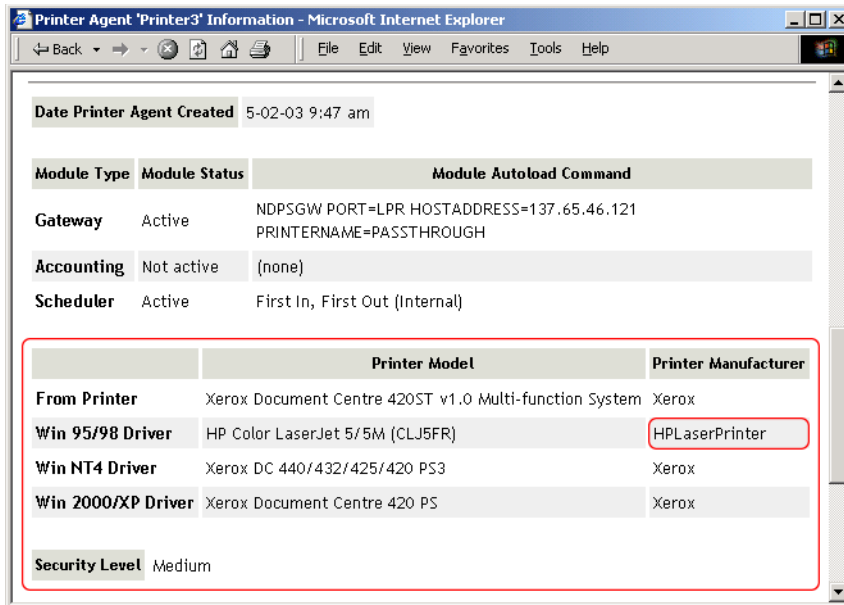 Printer Agent 'Printer3' Information - Microsoft Internet Explorer
Back File Edit View Favorites Tools Help
Date Printer Agent Created 5-02-03 9:47 am
Module Type Module Status Module Autoload Command
Gateway Active NDPSGW PORT=LPR HOSTADDRESS=137.65.46.121
PRINTERNAME=PASSTHROUGH
Accounting Not active (none)
Scheduler Active First In, First Out (Internal)
Printer Model Printer Manufacturer
From Printer Xerox Document Centre 420ST v1.0 Multi-function System Xerox
Win 95/98 Driver HP Color LaserJet 5/5M (CLJ5FR) HPLaserPrinter
Win NT4 Driver Xerox DC 440/432/425/420 PS3 Xerox
Win 2000/XP Driver Xerox Document Centre 420 PS Xerox
Security Level Medium